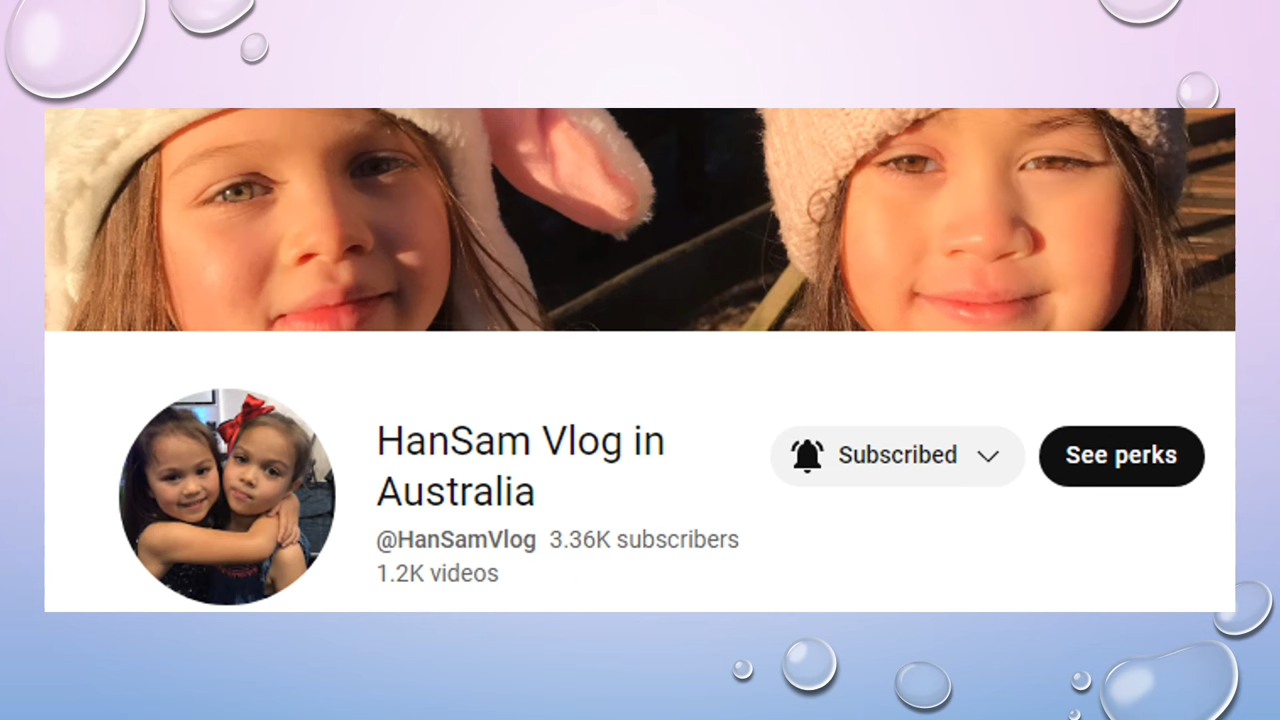 HanSam Vlog in
Australia
Subscribed
See perks
@HanSamVlog 3.36K subscribers
1.2K videos